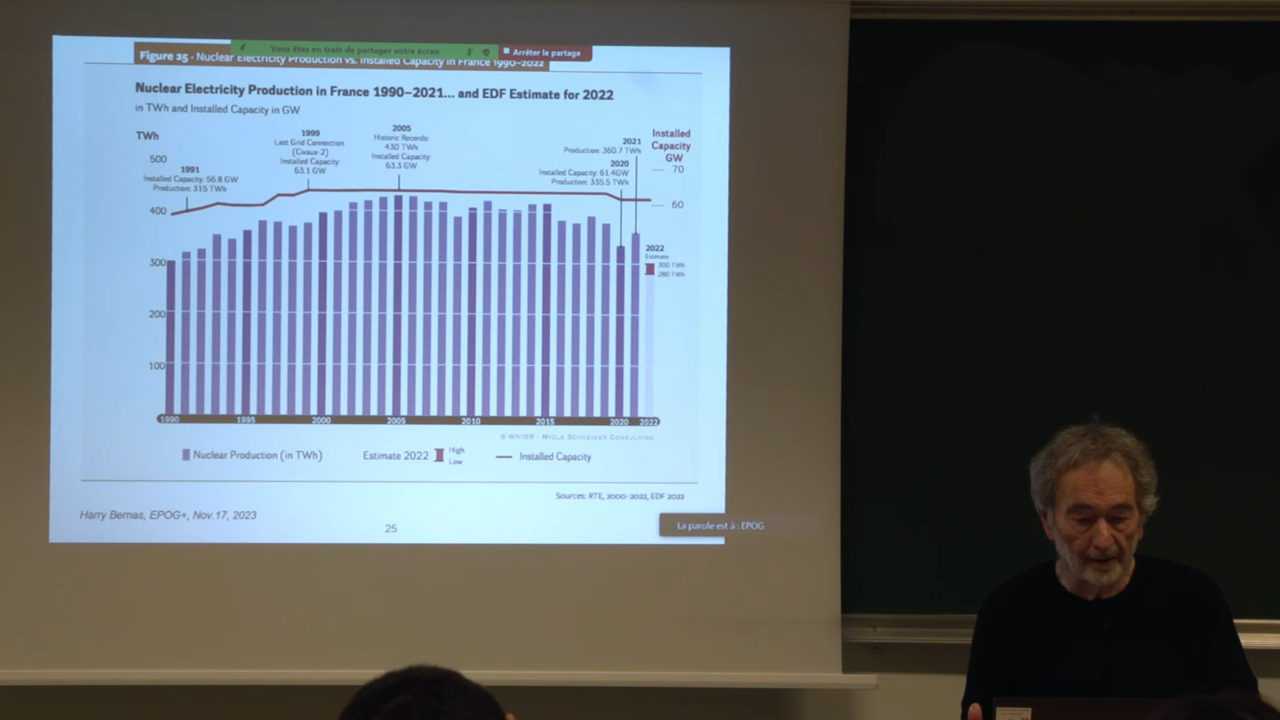 Vous êtes en train de partager votre écran
Arrêter le partage
Figure 25 - Nuclear Electricity Production vs. Installed Capacity in France 1990–2022
Nuclear Electricity Production in France 1990–2021... and EDF Estimate for 2022
in TWh and Installed Capacity in GW
TWh
Installed
Capacity
GW
500
400
300
200
100
70
60
1991
Installed Capacity: 56.8 GW
Production: 315 TWh
1999
Last Grid Connection
(Civaux-2)
Installed Capacity:
63.1 GW
2005
Historic Records:
430 TWh
Installed Capacity:
63.3 GW
2021
Production: 360.7 TWh
2020
Installed Capacity: 61.4GW
Production: 335.5 TWh
2022
Estimate
300 TWh
280 TWh
1990 1995 2000 2005 2010 2015 2020 2022
© WNISR - Mycle Schneider Consulting
Nuclear Production (in TWh)
Estimate 2022
High
Low
Installed Capacity
Sources: RTE, 2000-2022, EDF 2022
Harry Bernas, EPOG+, Nov.17, 2023
25
La parole est à : EPOG